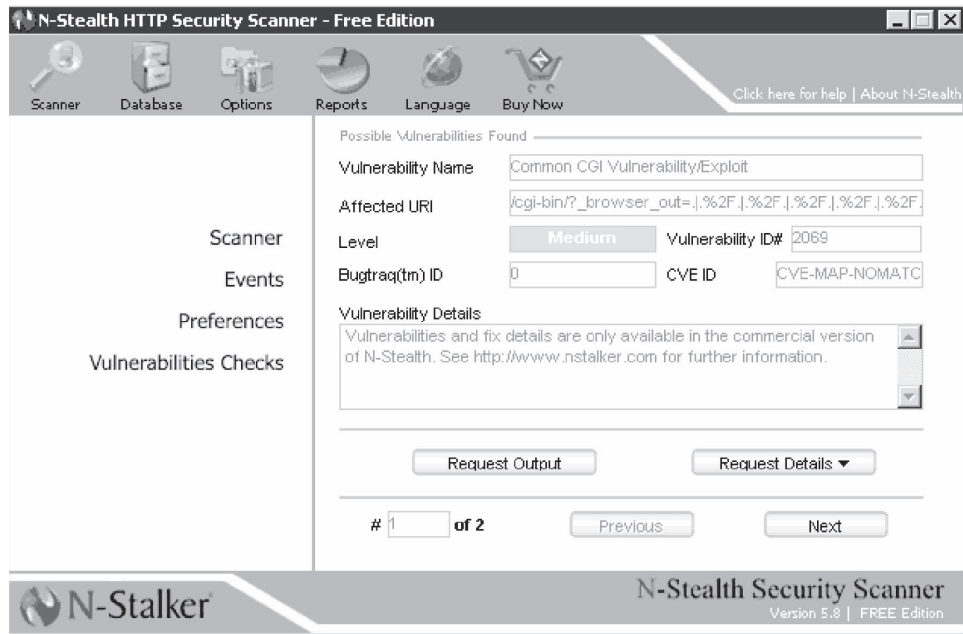 N-Stealth HTTP Security Scanner - Free Edition
Scanner Database Options Reports Language Buy Now
Click here for help | About N-Stealth
Possible Vulnerabilities Found
Vulnerability Name Common CGI Vulnerability/Exploit
Affected URI /cgi-bin/?_browser_out=.|.%2F.|.%2F.|.%2F.|.%2F.|.%2F.
Level Medium Vulnerability ID# 2069
Bugtraq(tm) ID 0 CVE ID CVE-MAP-NOMATC
Vulnerability Details
Vulnerabilities and fix details are only available in the commercial version
of N-Stealth. See http://www.nstalker.com for further information.
Scanner
Events
Preferences
Vulnerabilities Checks
Request Output Request Details
# 1 of 2 Previous Next
N-Stalker
N-Stealth Security Scanner
Version 5.8 | FREE Edition